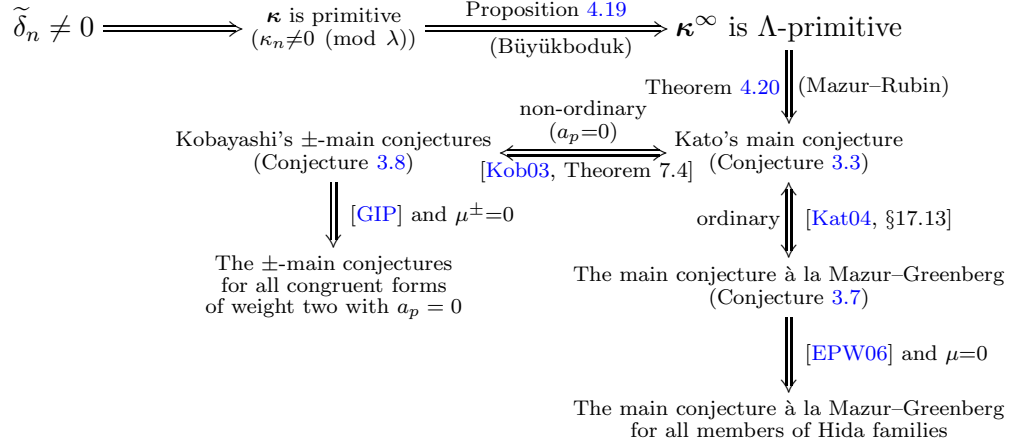 δ̃ₙ ≠ 0
κ is primitive
(κₙ≠0 (mod λ))
Proposition 4.19
(Büyükboduk)
κ^∞ is Λ-primitive
Theorem 4.20 (Mazur–Rubin)
non-ordinary
(aₚ=0)
Kobayashi's ±-main conjectures
(Conjecture 3.8)
[Kob03, Theorem 7.4]
Kato's main conjecture
(Conjecture 3.3)
[GIP] and μ^±=0
ordinary [Kat04, §17.13]
The ±-main conjectures
for all congruent forms
of weight two with aₚ = 0
The main conjecture à la Mazur–Greenberg
(Conjecture 3.7)
[EPW06] and μ=0
The main conjecture à la Mazur–Greenberg
for all members of Hida families